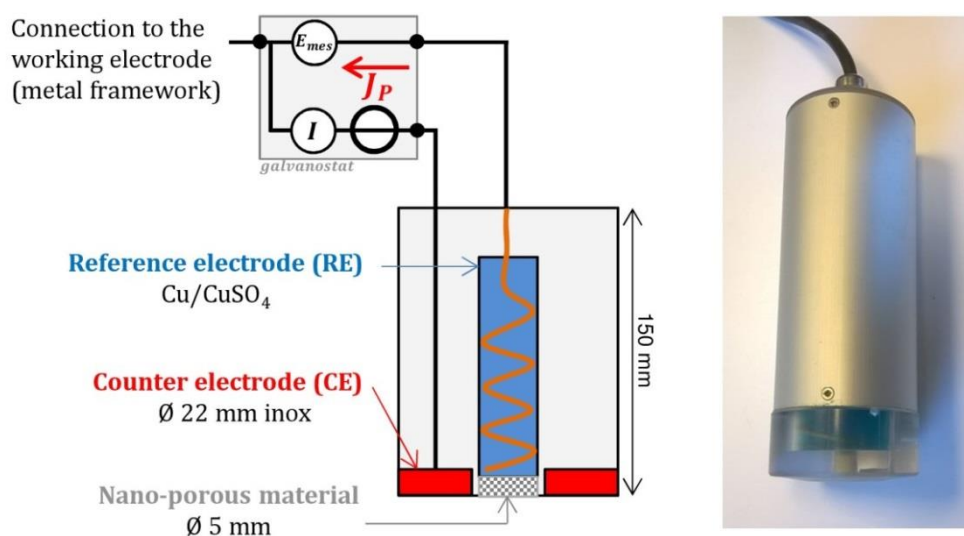 Connection to the
working electrode
(metal framework)
E_mes
J_P
I
galvanostat
Reference electrode (RE)
Cu/CuSO₄
150 mm
Counter electrode (CE)
Ø 22 mm inox
Nano-porous material
Ø 5 mm